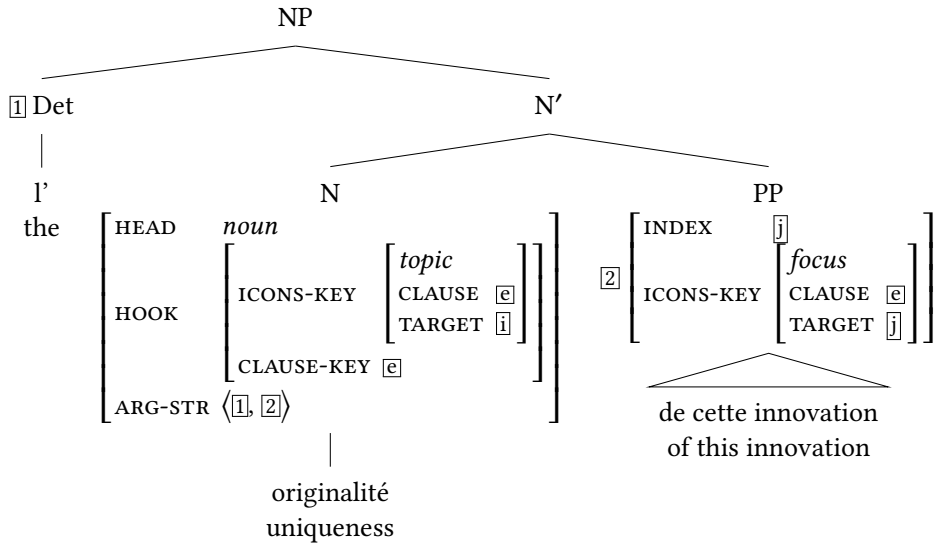 NP
1 Det N′
l’ N PP
the
HEAD noun
HOOK
ICONS-KEY
topic
CLAUSE e
TARGET i
CLAUSE-KEY e
ARG-STR ⟨1, 2⟩
2
INDEX j
ICONS-KEY
focus
CLAUSE e
TARGET j
de cette innovation
of this innovation
originalité
uniqueness